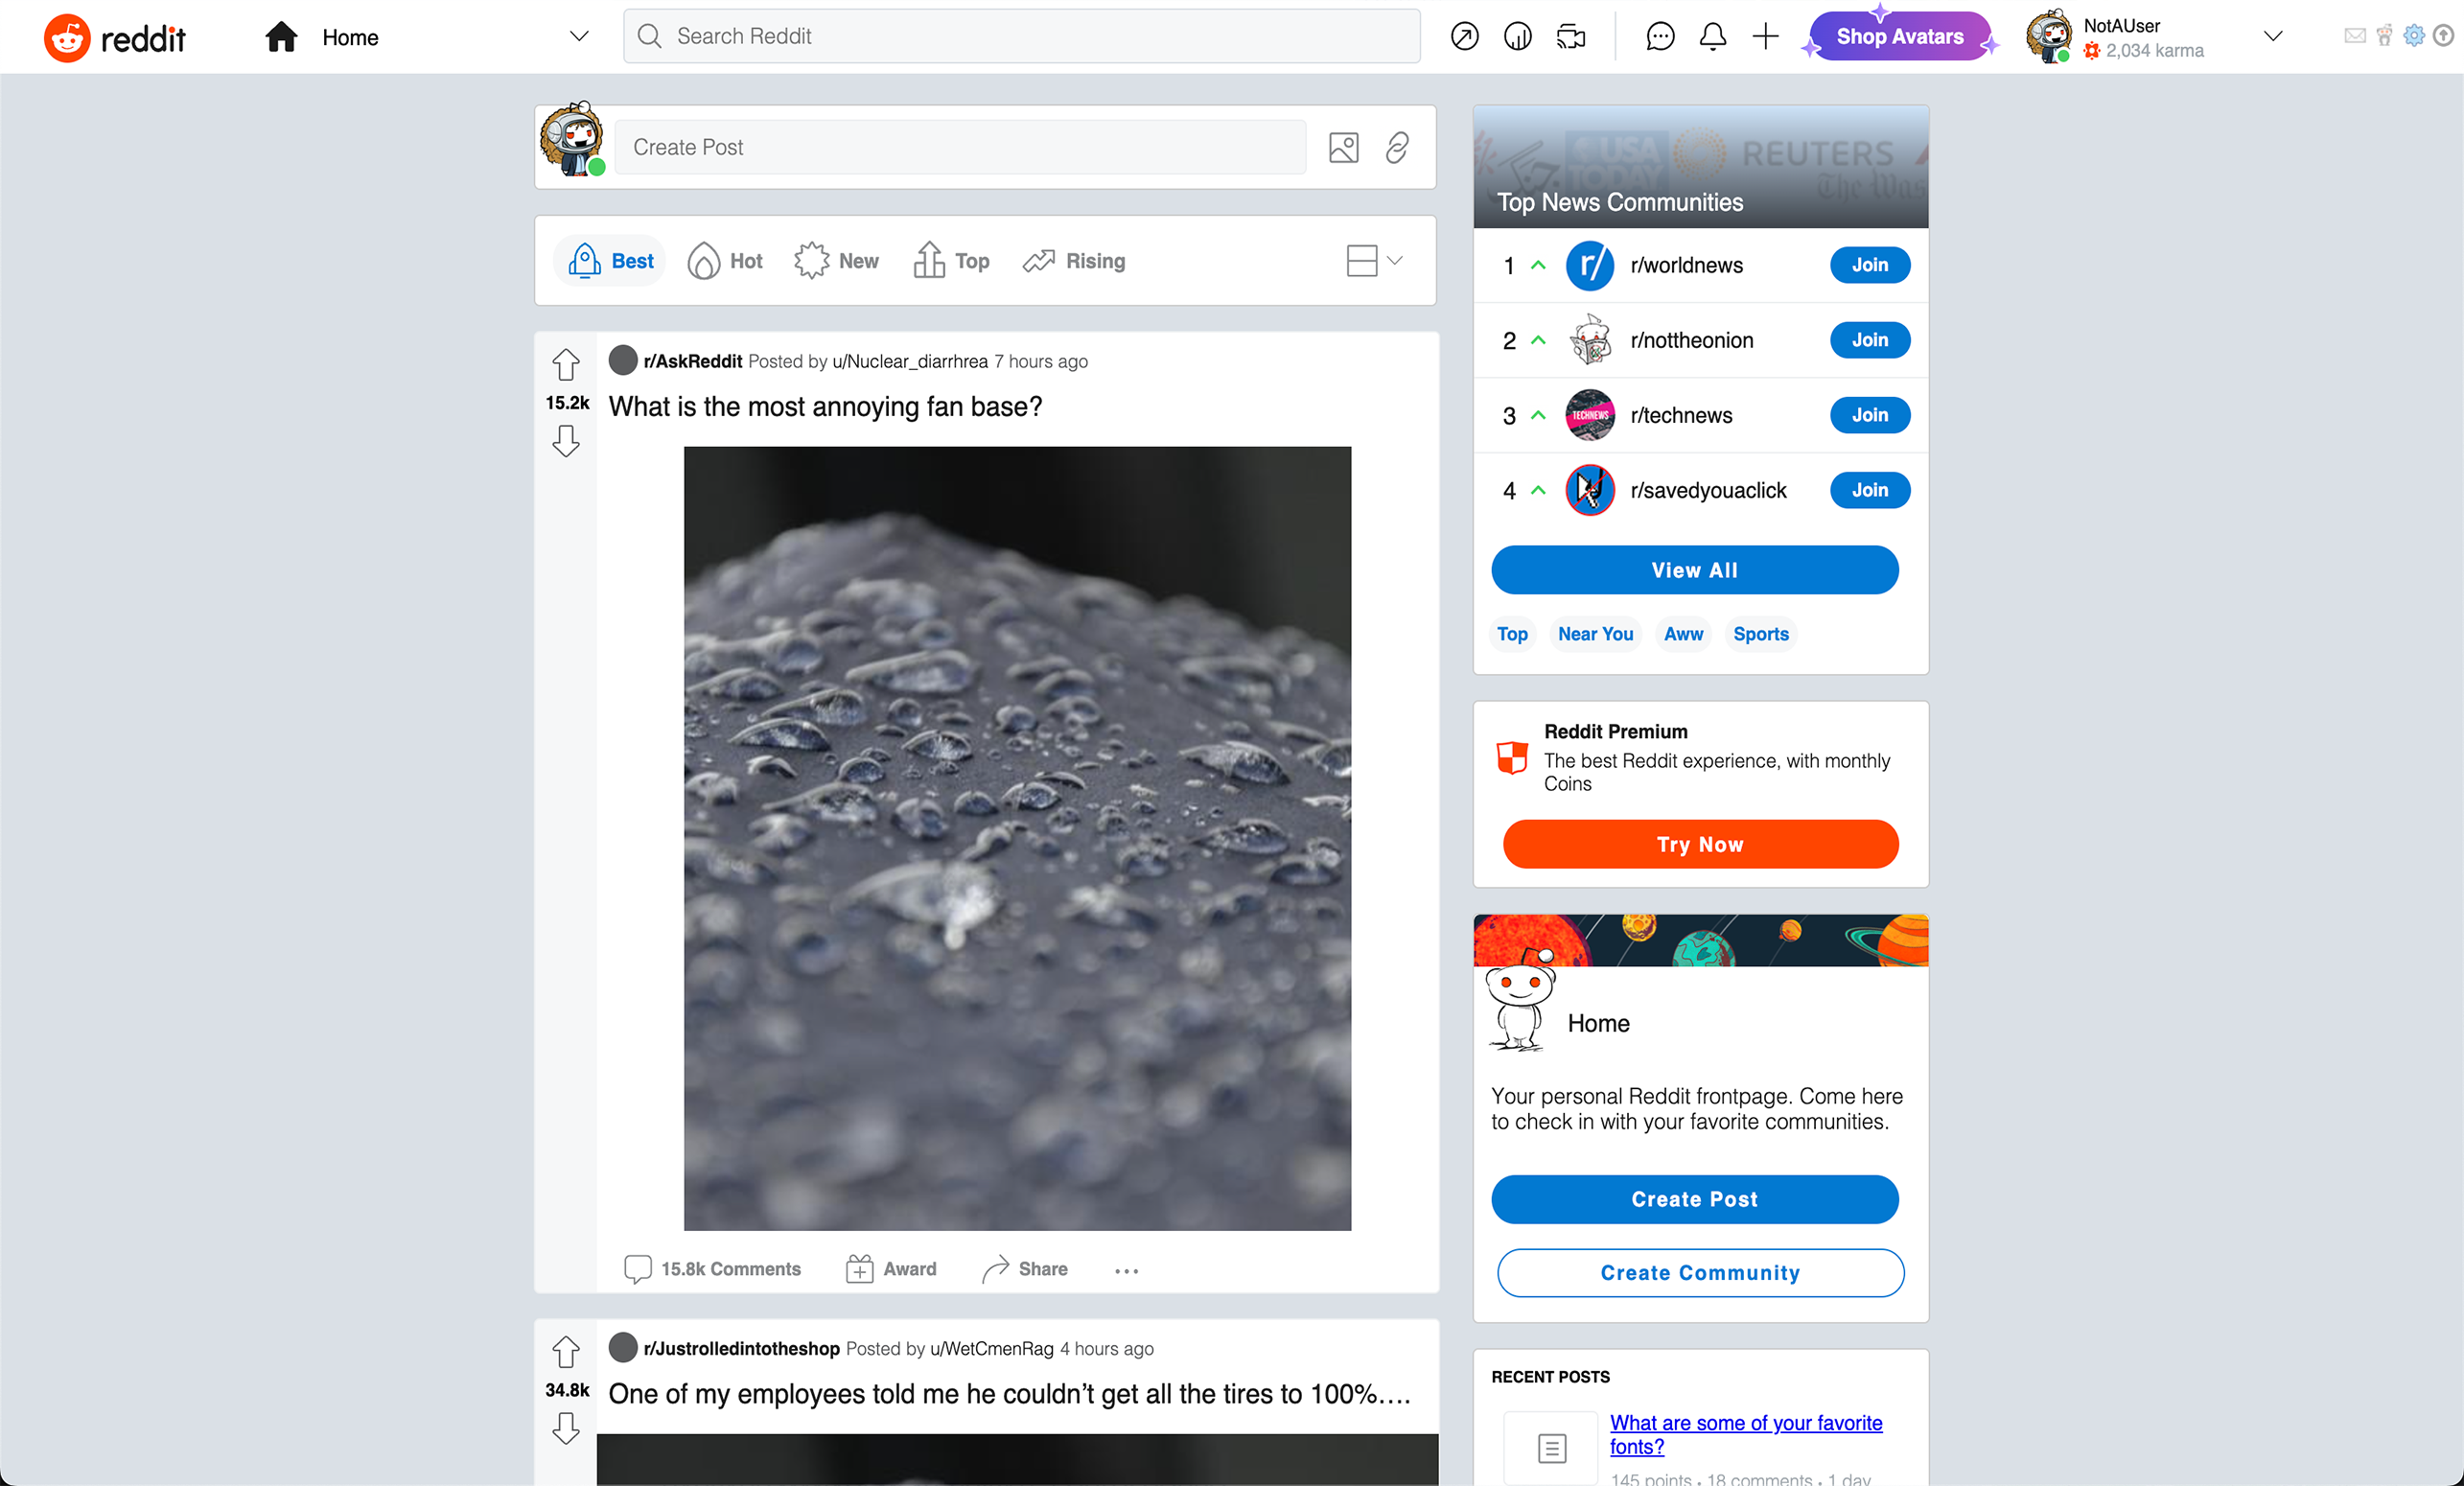 reddit
Home
Search Reddit
Shop Avatars
NotAUser
2,034 karma
Create Post
Best
Hot
New
Top
Rising
r/AskReddit Posted by u/Nuclear_diarrhrea 7 hours ago
15.2k
What is the most annoying fan base?
15.8k Comments
Award
Share
r/Justrolledintotheshop Posted by u/WetCmenRag 4 hours ago
34.8k
One of my employees told me he couldn’t get all the tires to 100%....
USA
TODAY
REUTERS
The Was
Top News Communities
1 r/ r/worldnews Join
2 r/nottheonion Join
3 TECHNEWS r/technews Join
4 r/savedyouaclick Join
View All
Top
Near You
Aww
Sports
Reddit Premium
The best Reddit experience, with monthly
Coins
Try Now
Home
Your personal Reddit frontpage. Come here
to check in with your favorite communities.
Create Post
Create Community
RECENT POSTS
What are some of your favorite
fonts?
145 points • 18 comments • 1 day